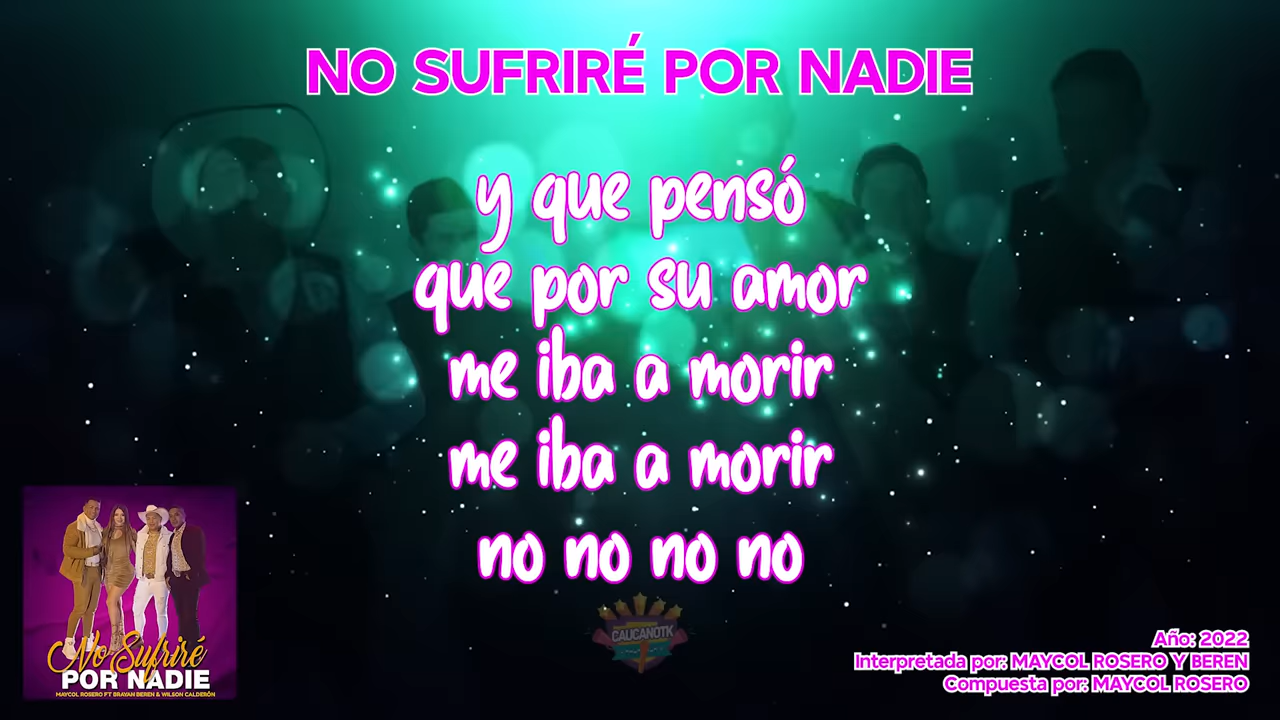 NO SUFRIRÉ POR NADIE
y que pensó
que por su amor
me iba a morir
me iba a morir
no no no no
CAUCANOTK
No Sufriré
POR NADIE
MAYCOL ROSERO FT BRAYAN BEREN & WILSON CALDERÓN
Año: 2022
Interpretada por: MAYCOL ROSERO Y BEREN
Compuesta por: MAYCOL ROSERO